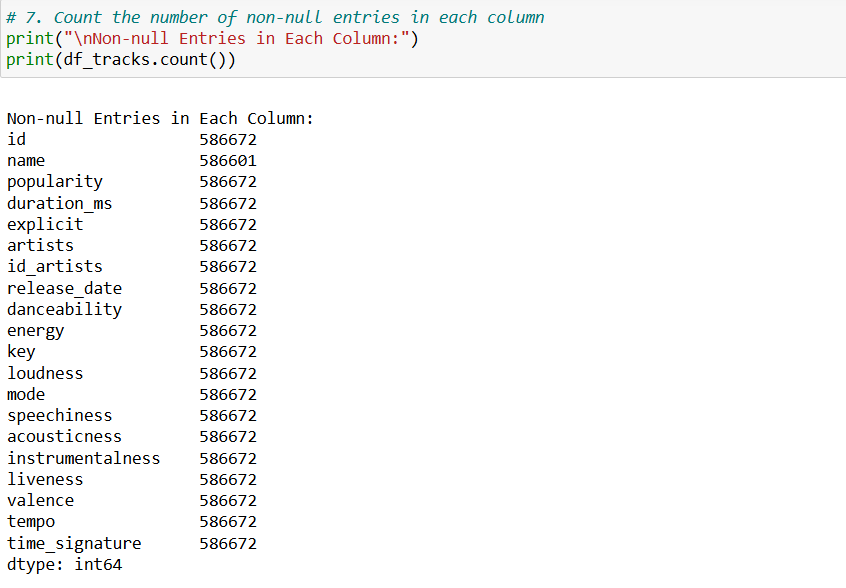 # 7. Count the number of non-null entries in each column
print("\nNon-null Entries in Each Column:")
print(df_tracks.count())
Non-null Entries in Each Column:
id                  586672
name                586601
popularity          586672
duration_ms         586672
explicit            586672
artists             586672
id_artists          586672
release_date        586672
danceability        586672
energy              586672
key                 586672
loudness            586672
mode                586672
speechiness         586672
acousticness        586672
instrumentalness    586672
liveness            586672
valence             586672
tempo               586672
time_signature      586672
dtype: int64